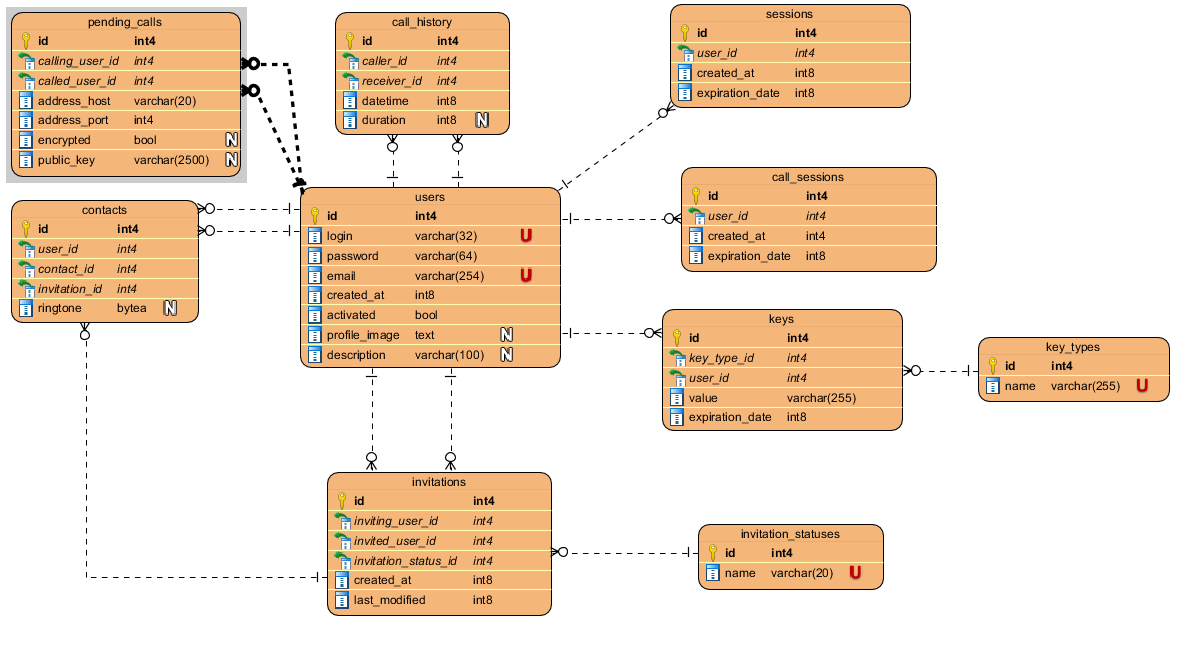 pending_calls
id int4
calling_user_id int4
called_user_id int4
address_host varchar(20)
address_port int4
encrypted bool N
public_key varchar(2500) N
call_history
id int4
caller_id int4
receiver_id int4
datetime int8
duration int8 N
sessions
id int4
user_id int4
created_at int8
expiration_date int8
contacts
id int4
user_id int4
contact_id int4
invitation_id int4
ringtone bytea N
users
id int4
login varchar(32) U
password varchar(64)
email varchar(254) U
created_at int8
activated bool
profile_image text N
description varchar(100) N
call_sessions
id int4
user_id int4
created_at int4
expiration_date int8
keys
id int4
key_type_id int4
user_id int4
value varchar(255)
expiration_date int8
key_types
id int4
name varchar(255) U
invitations
id int4
inviting_user_id int4
invited_user_id int4
invitation_status_id int4
created_at int8
last_modified int8
invitation_statuses
id int4
name varchar(20) U